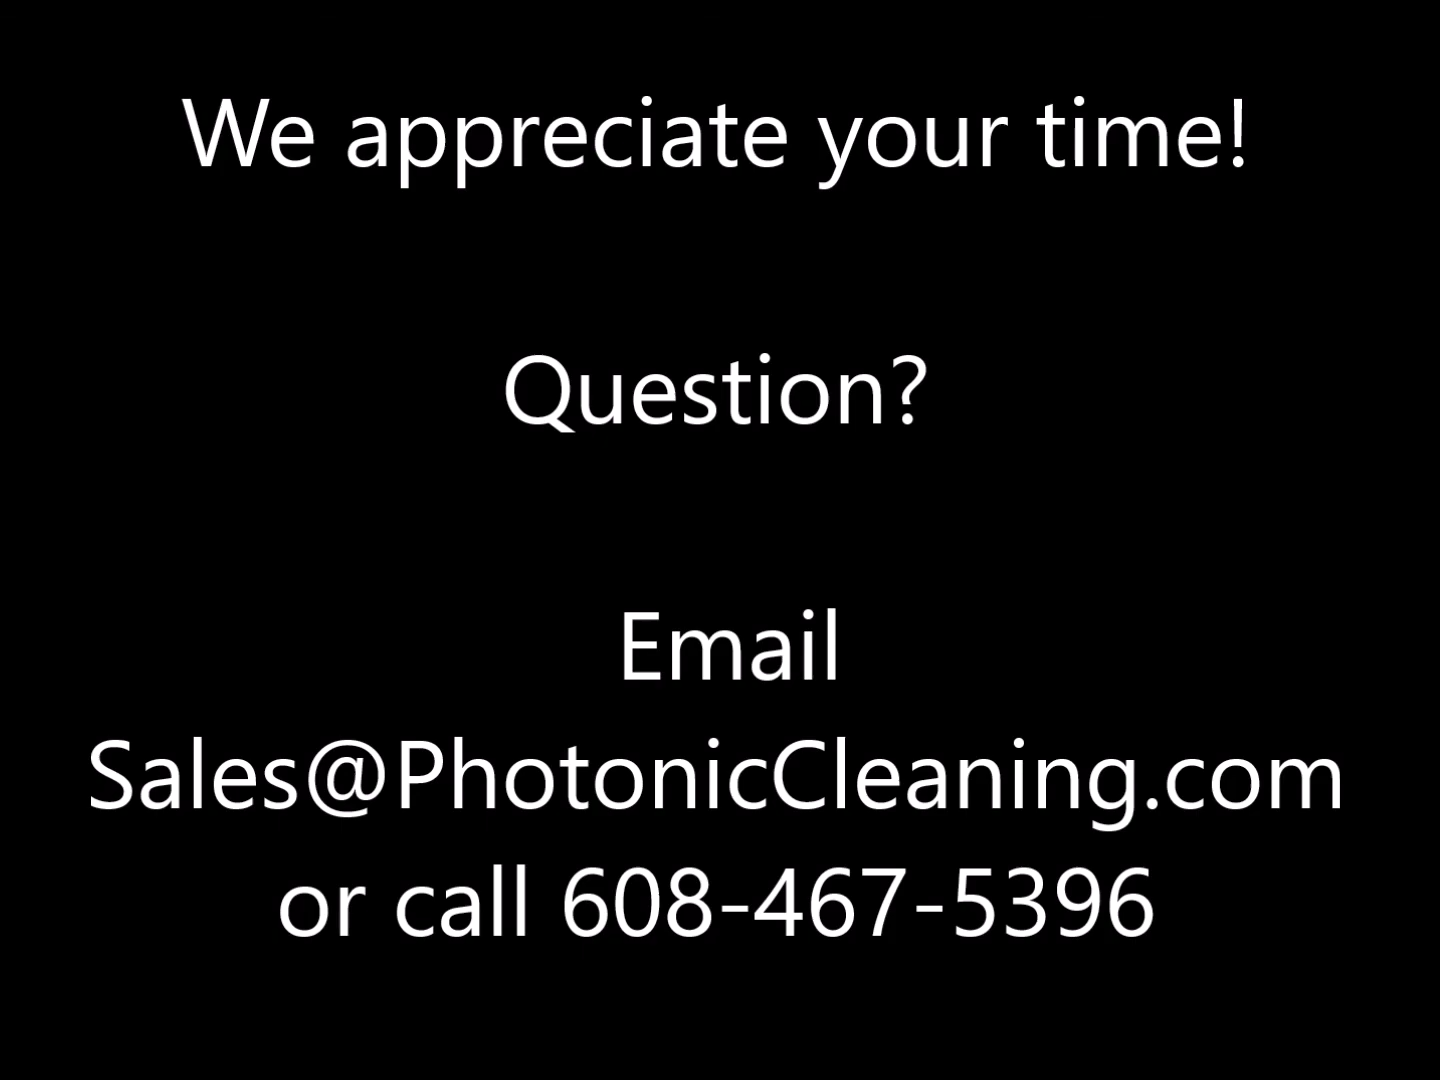 We appreciate your time!
Question?
Email
Sales@PhotonicCleaning.com
or call 608-467-5396